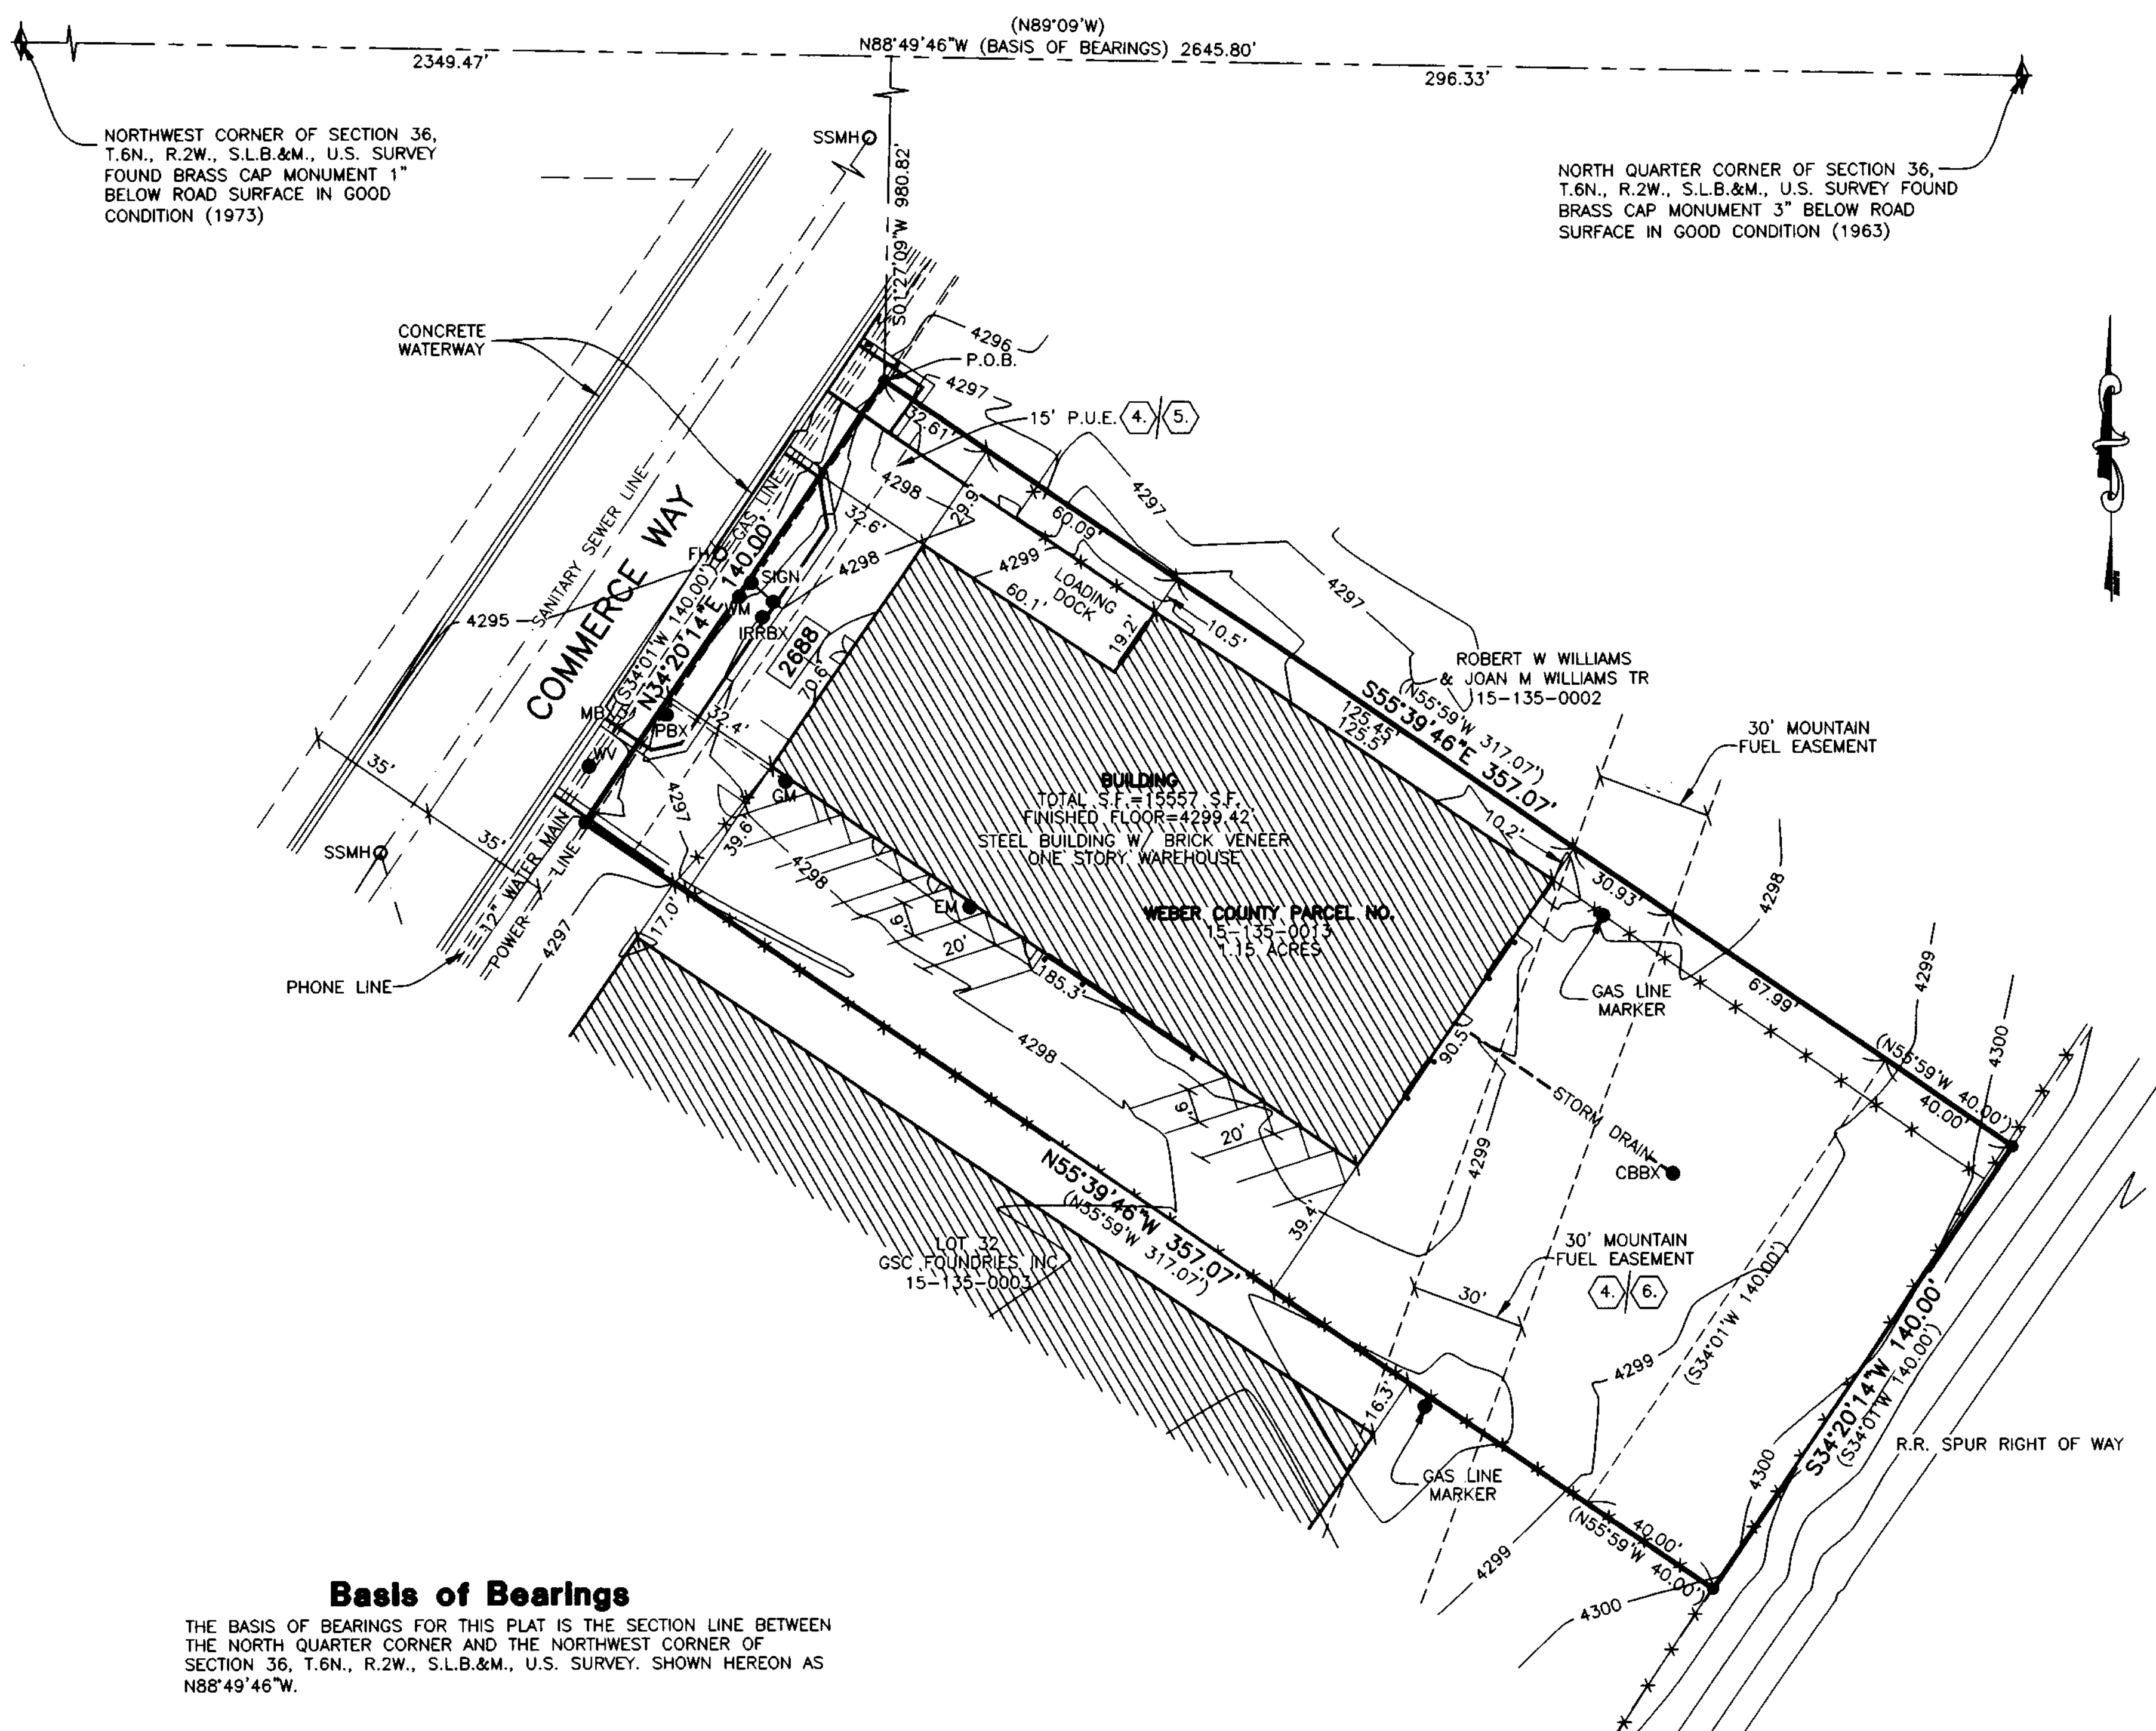 (N89°09'W)
N88°49'46"W (BASIS OF BEARINGS) 2645.80'
2349.47'
296.33'
NORTHWEST CORNER OF SECTION 36,
T.6N., R.2W., S.L.B.&M., U.S. SURVEY
FOUND BRASS CAP MONUMENT 1"
BELOW ROAD SURFACE IN GOOD
CONDITION (1973)
NORTH QUARTER CORNER OF SECTION 36,
T.6N., R.2W., S.L.B.&M., U.S. SURVEY FOUND
BRASS CAP MONUMENT 3" BELOW ROAD
SURFACE IN GOOD CONDITION (1963)
SSMH
S01°27'09"W 980.82'
CONCRETE
WATERWAY
4296
P.O.B.
4297
15' P.U.E. 4. 5.
32.61'
4298
29.9'
4297
60.09'
32.6'
4299
LOADING
DOCK
60.1'
19.2'
10.5'
4297
GAS LINE
SANITARY SEWER LINE
COMMERCE WAY
FH
SIGN
4298
WM
IRRBX
4295
(S34°01'W 140.00')
N34°20'14"E 140.00'
2688
70.6'
MBX
PBX
32.4'
WV
GM
ROBERT W WILLIAMS
& JOAN M WILLIAMS TR
15-135-0002
(N55°59'W 317.07')
S55°39'46"E 357.07'
125.45'
125.5'
30' MOUNTAIN
FUEL EASEMENT
35'
35'
SSMH
12" WATER MAIN
POWER LINE
PHONE LINE
4297
4297
39.6'
17.0'
4298
BUILDING
TOTAL S.F.=15557 S.F.
FINISHED FLOOR=4299.42'
STEEL BUILDING W/ BRICK VENEER
ONE STORY WAREHOUSE
10.2'
30.93'
4298
EM
9'
20'
185.3'
WEBER COUNTY PARCEL NO.
15-135-0013
1.15 ACRES
GAS LINE
MARKER
67.99'
4299
4300
(N55°59'W 40.00')
40.00'
4298
90.5'
STORM DRAIN
CBBX
9'
20'
4299
39.4'
N55°39'46"W 357.07'
(N55°59'W 317.07')
LOT 32
GSC FOUNDRIES INC
15-135-0003
30' MOUNTAIN
FUEL EASEMENT
4. 6.
30'
(S34°01'W 140.00')
4299
S34°20'14"W 140.00'
(S34°01'W 140.00')
R.R. SPUR RIGHT OF WAY
16.3'
GAS LINE
MARKER
4300
40.00'
(N55°59'W 40.00')
4299
4300
Basis of Bearings
THE BASIS OF BEARINGS FOR THIS PLAT IS THE SECTION LINE BETWEEN
THE NORTH QUARTER CORNER AND THE NORTHWEST CORNER OF
SECTION 36, T.6N., R.2W., S.L.B.&M., U.S. SURVEY. SHOWN HEREON AS
N88°49'46"W.